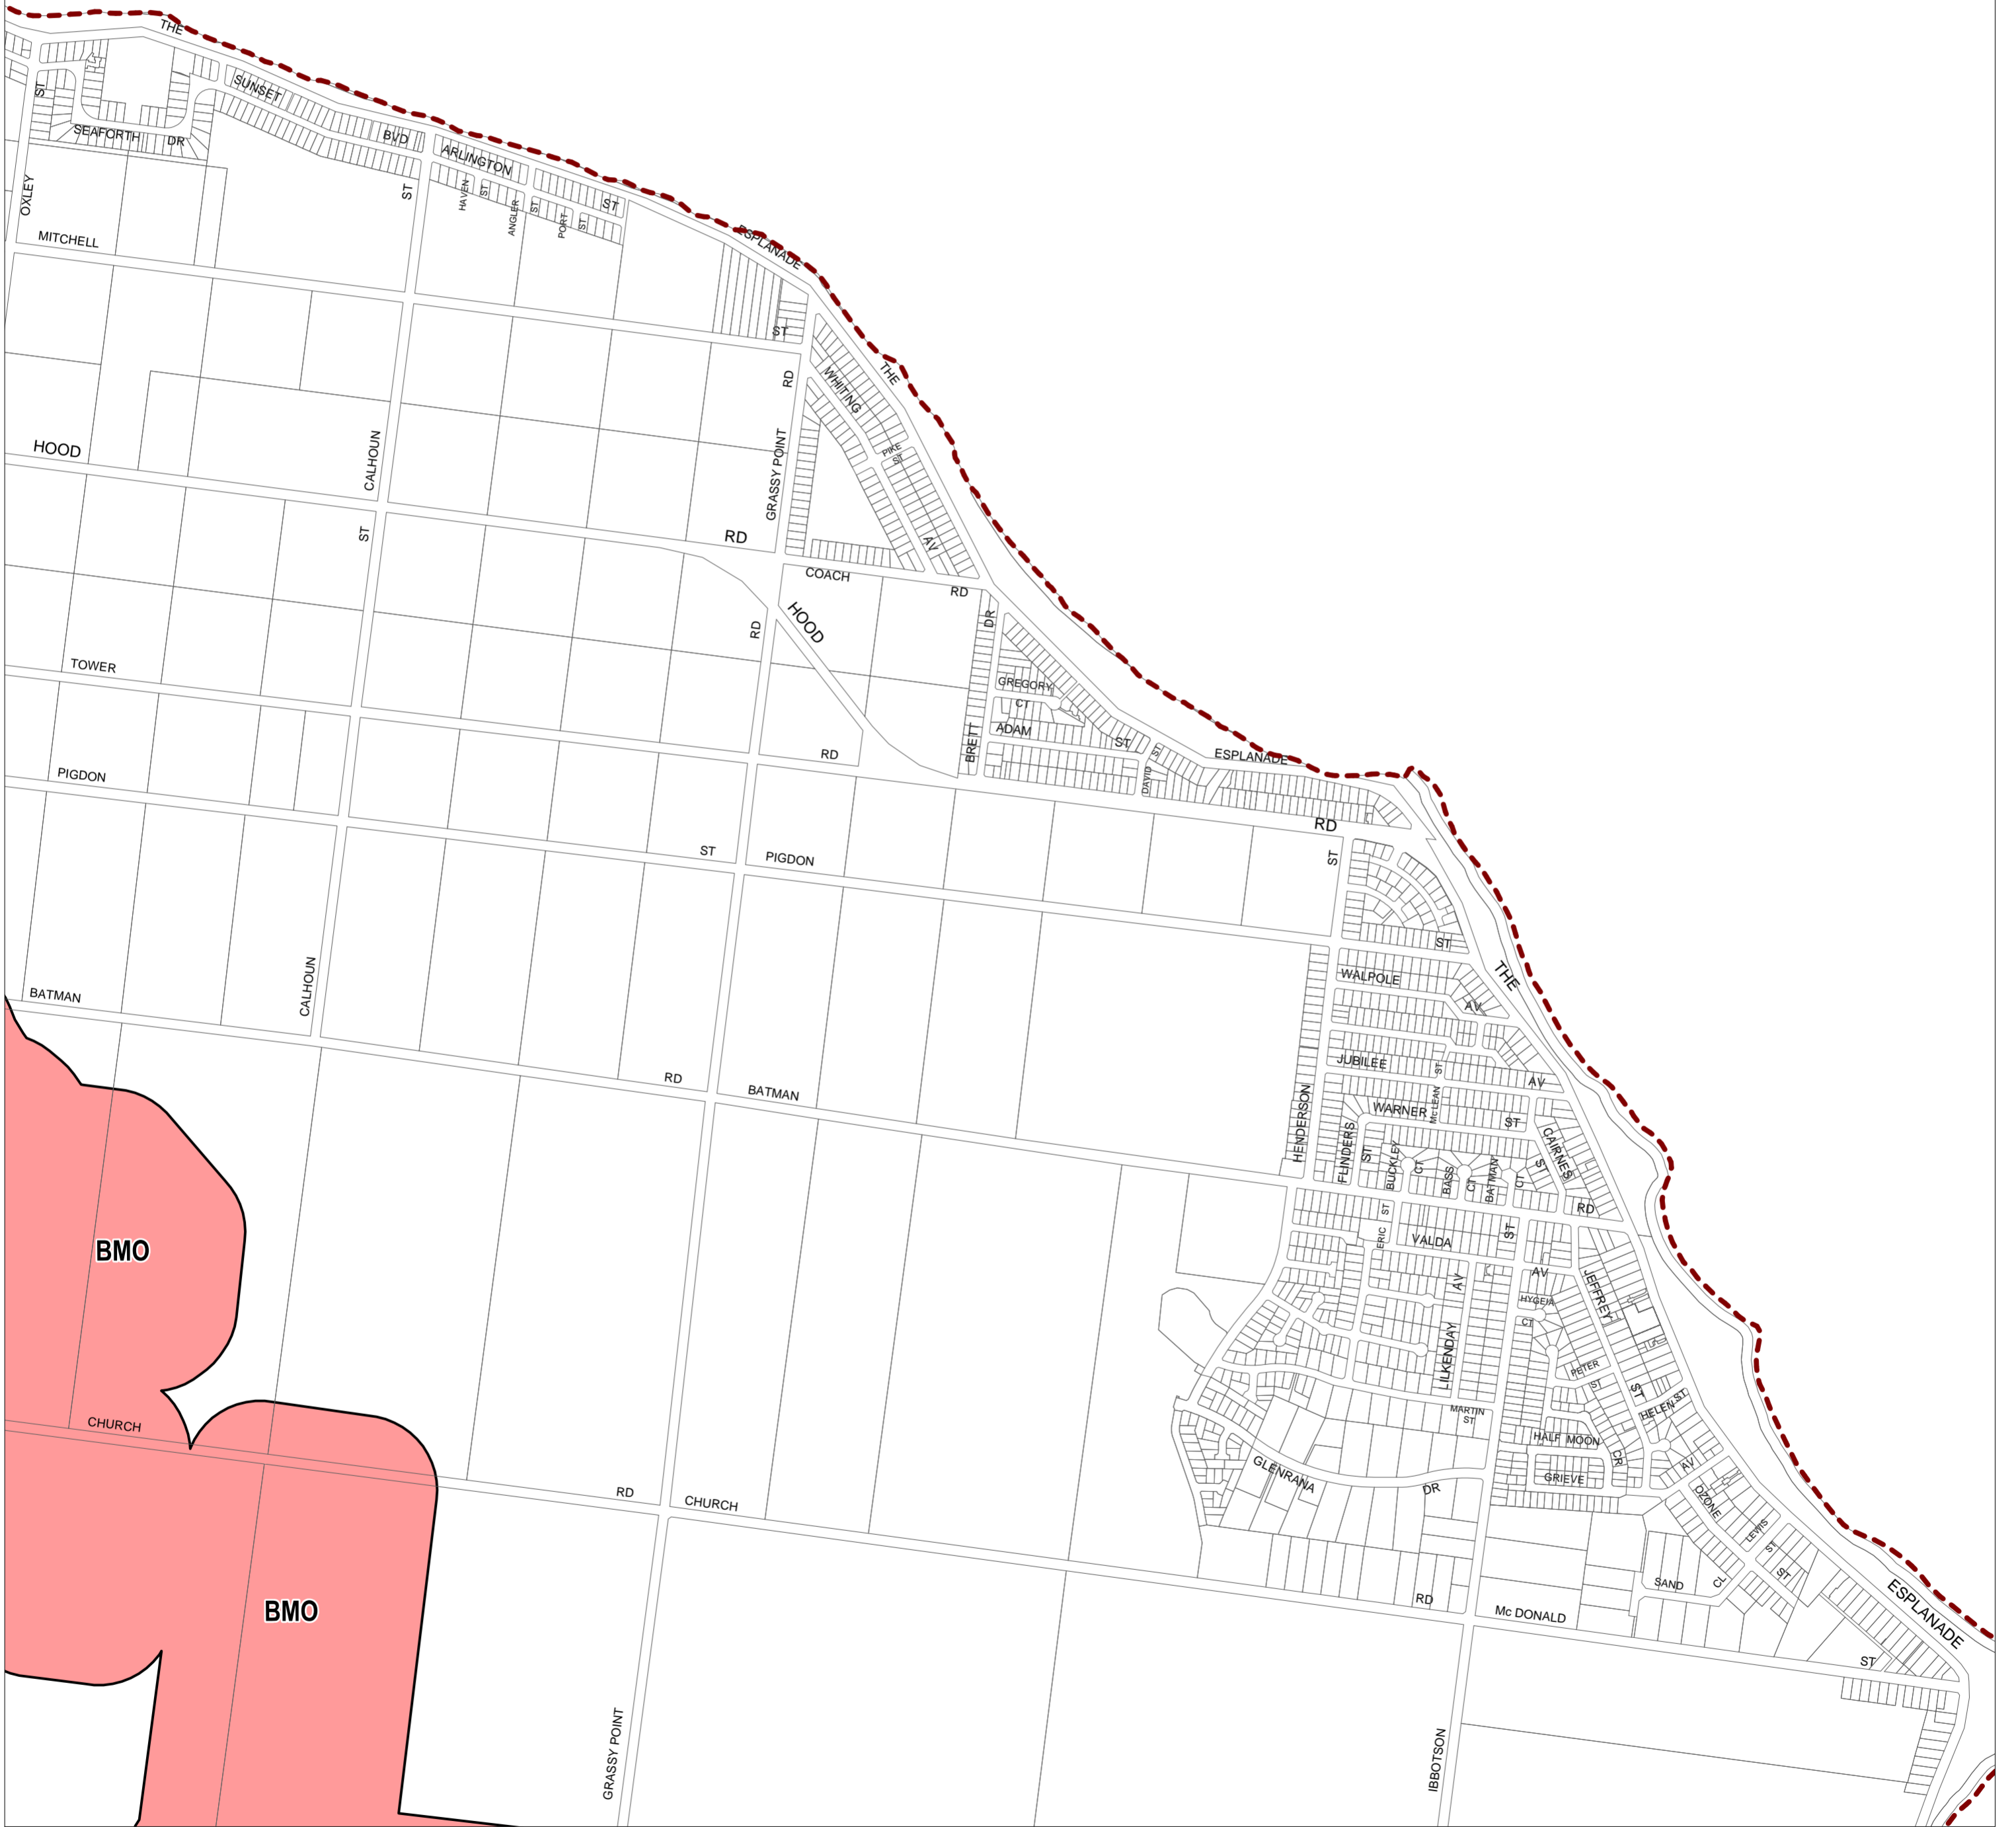 THE
SUNSET
ST
BVD
SEAFORTH
DR
ARLINGTON
ST
HAVEN
ST
ANGLER
ST
PORT
ST
ST
OXLEY
MITCHELL
ESPLANADE
ST
THE
RD
WHITING
HOOD
CALHOUN
GRASSY POINT
PIKE
ST
ST
RD
AV
COACH
RD
HOOD
DR
RD
TOWER
GREGORY
CT
ADAM
ST
BRETT
ST
DAVID
ESPLANADE
RD
PIGDON
RD
ST
ST
PIGDON
ST
WALPOLE
THE
AV
CALHOUN
BATMAN
JUBILEE
ST
AV
RD
BATMAN
WARNER
Mc LEAN
ST
HENDERSON
FLINDERS
ST
BUCKLEY
CT
BASS
CT
BATMAN
CT
ST
CAIRNES
RD
ST
ERIC
VALDA
ST
BMO
AV
AV
HYGEIA
CT
JEFFREY
LILKENDAY
PETER
ST
ST
HELEN
ST
MARTIN
ST
CHURCH
HALF MOON
CR
GLENRANA
GRIEVE
AV
DR
OZONE
RD
CHURCH
LEWIS
ST
ST
SAND
CL
ESPLANADE
BMO
RD
Mc DONALD
ST
GRASSY POINT
IBBOTSON